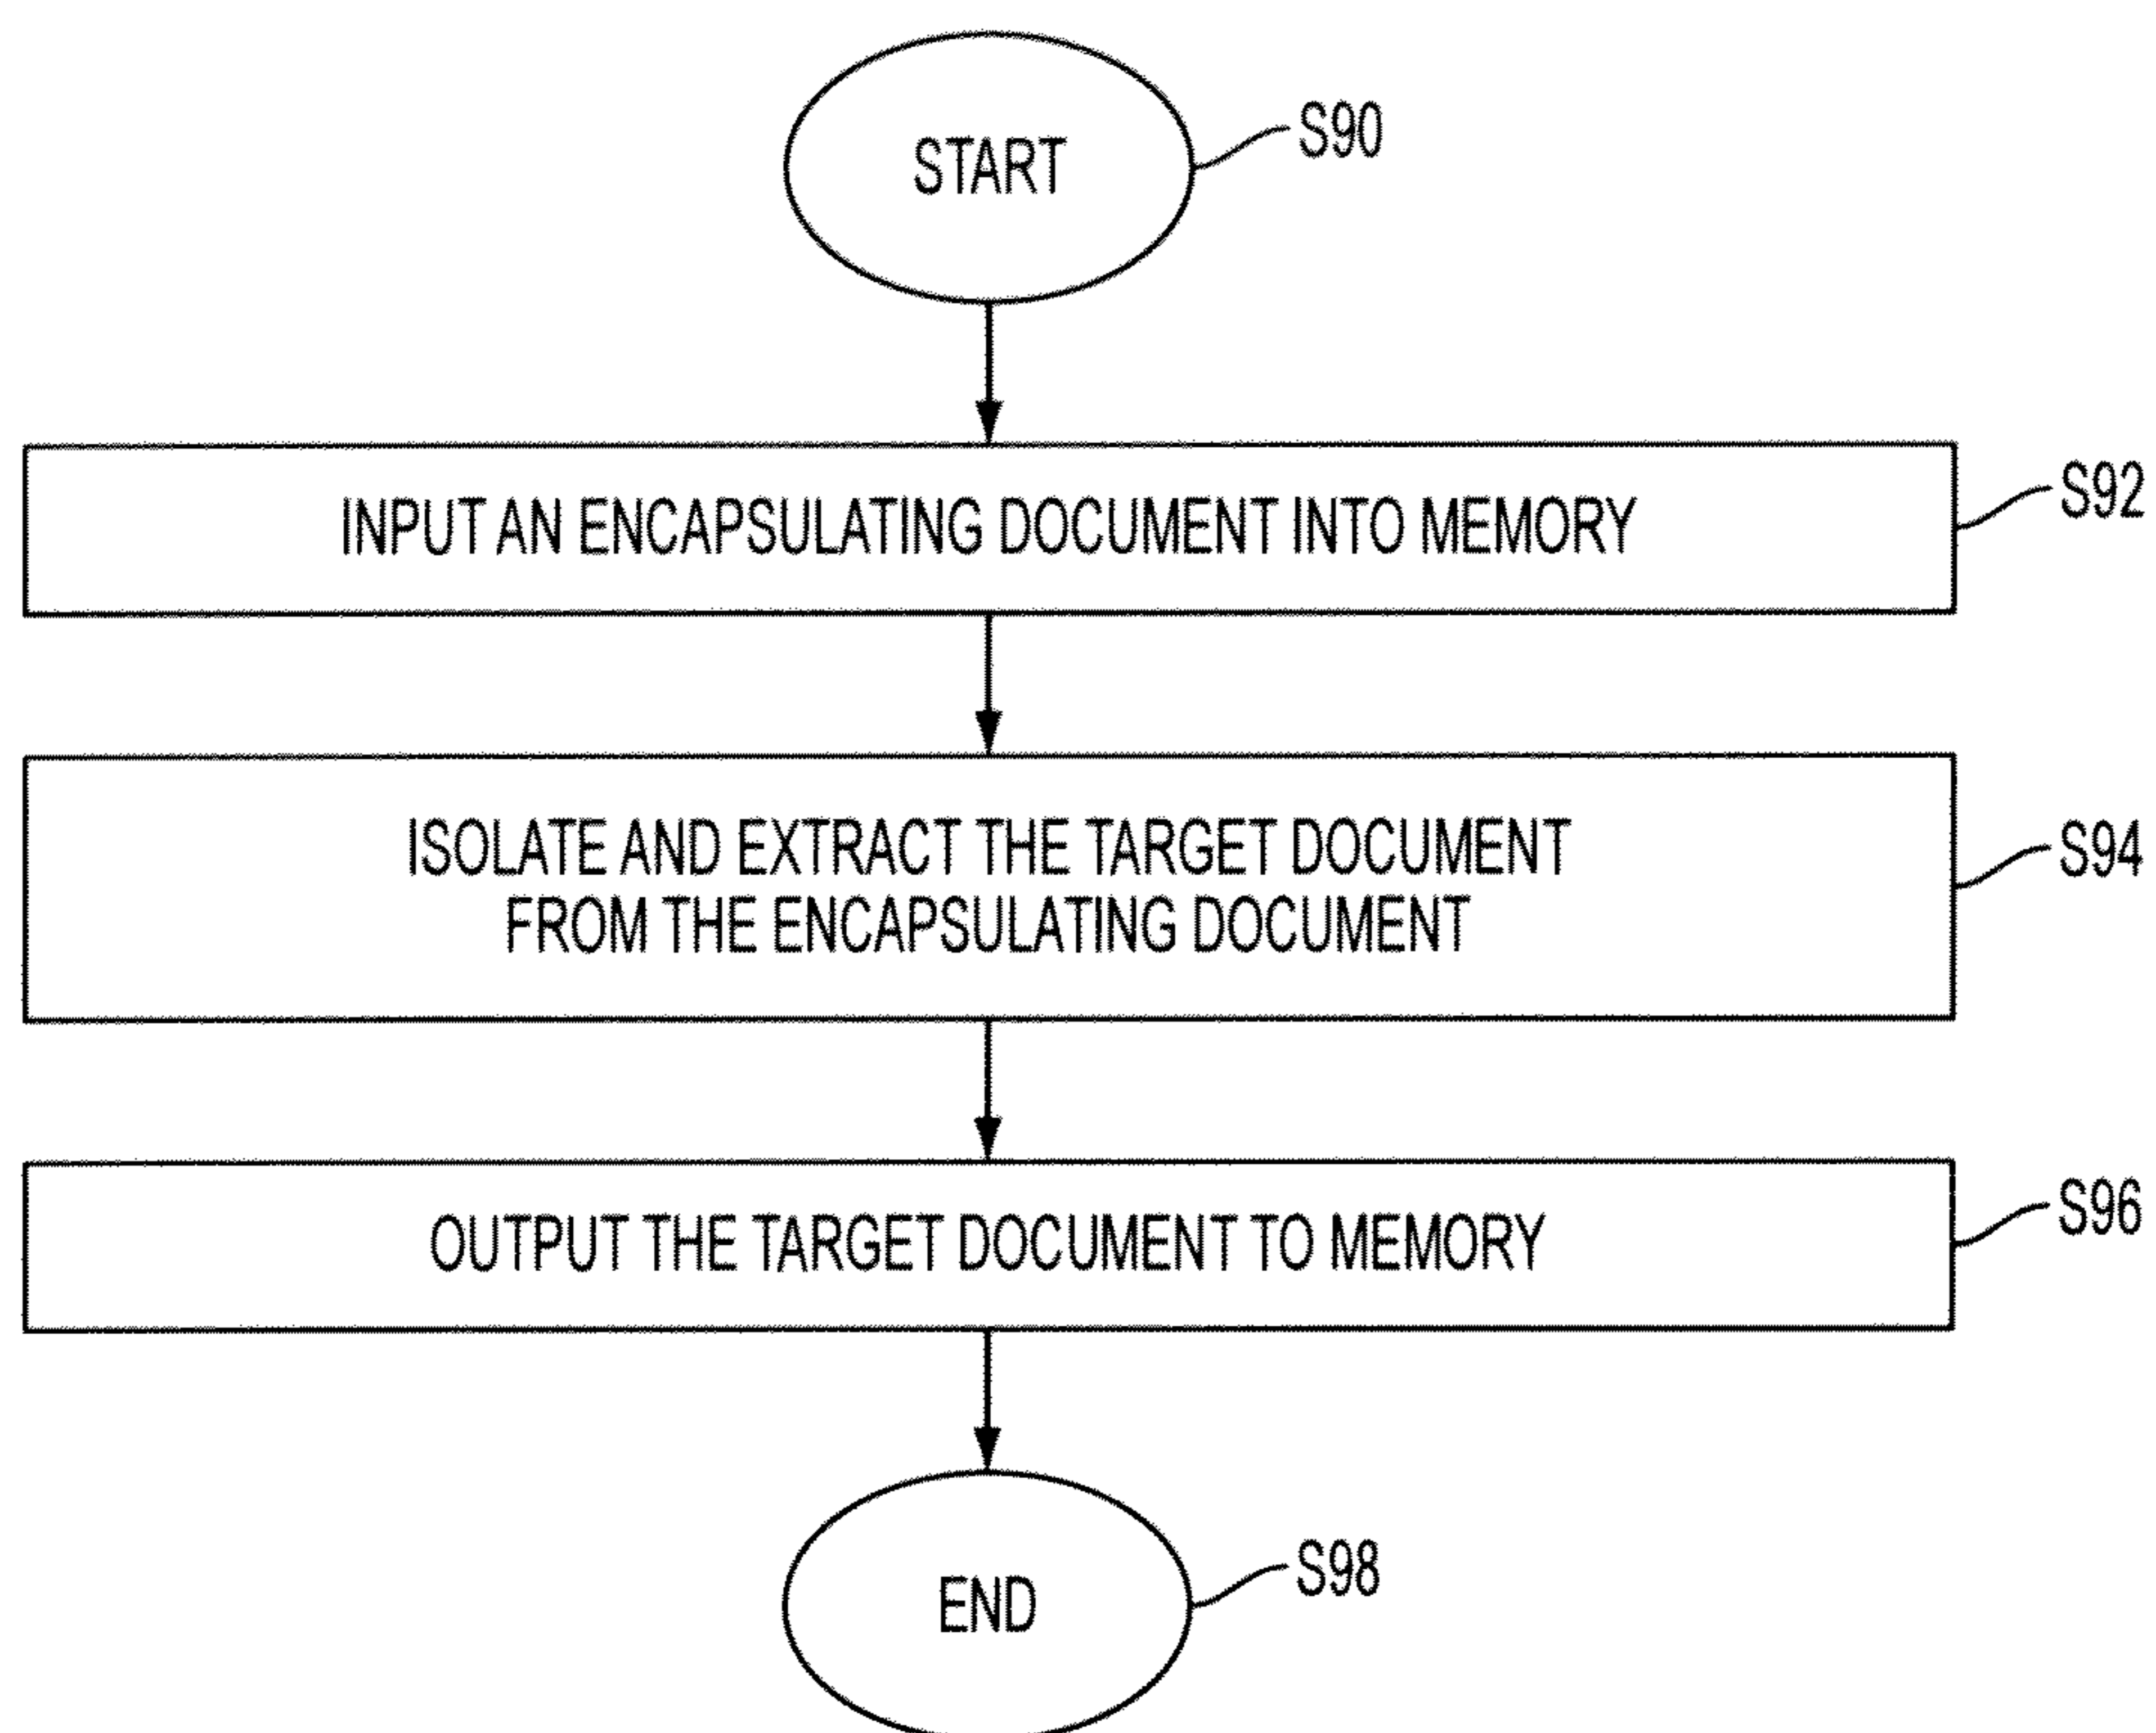 START
S90
INPUT AN ENCAPSULATING DOCUMENT INTO MEMORY
S92
ISOLATE AND EXTRACT THE TARGET DOCUMENT
FROM THE ENCAPSULATING DOCUMENT
S94
OUTPUT THE TARGET DOCUMENT TO MEMORY
S96
END
S98